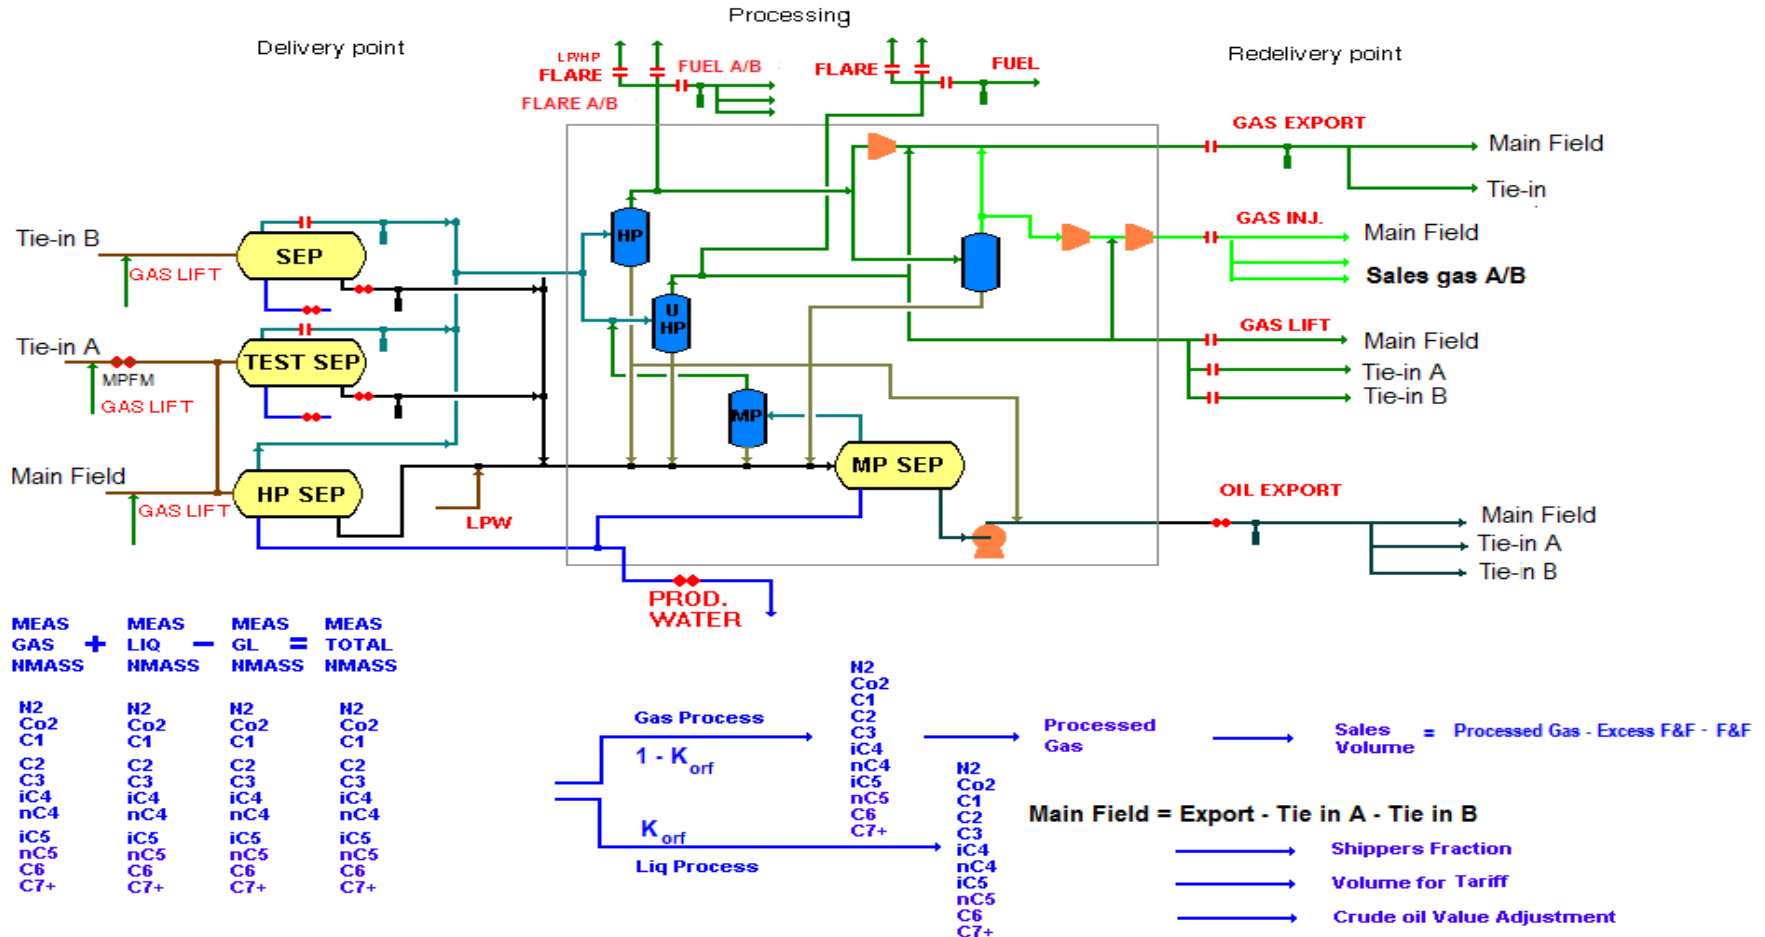 Processing
Delivery point
Redelivery point
LP/HP
FLARE
FUEL A/B
FLARE A/B
FLARE
FUEL
GAS EXPORT
Main Field
Tie-in
GAS INJ.
Main Field
Sales gas A/B
GAS LIFT
Main Field
Tie-in A
Tie-in B
OIL EXPORT
Main Field
Tie-in A
Tie-in B
Tie-in B
GAS LIFT
SEP
Tie-in A
MPFM
GAS LIFT
TEST SEP
Main Field
GAS LIFT
HP SEP
LPW
HP
U
HP
MP
MP SEP
PROD.
WATER
MEAS
GAS
NMASS
+
MEAS
LIQ
NMASS
-
MEAS
GL
NMASS
=
MEAS
TOTAL
NMASS
N2
Co2
C1
C2
C3
iC4
nC4
iC5
nC5
C6
C7+
N2
Co2
C1
C2
C3
iC4
nC4
iC5
nC5
C6
C7+
N2
Co2
C1
C2
C3
iC4
nC4
iC5
nC5
C6
C7+
N2
Co2
C1
C2
C3
iC4
nC4
iC5
nC5
C6
C7+
Gas Process
1 - Korf
Korf
Liq Process
N2
Co2
C1
C2
C3
iC4
nC4
iC5
nC5
C6
C7+
N2
Co2
C1
C2
C3
iC4
nC4
iC5
nC5
C6
C7+
Processed
Gas
Sales
Volume
= Processed Gas - Excess F&F - F&F
Main Field = Export - Tie in A - Tie in B
Shippers Fraction
Volume for Tariff
Crude oil Value Adjustment